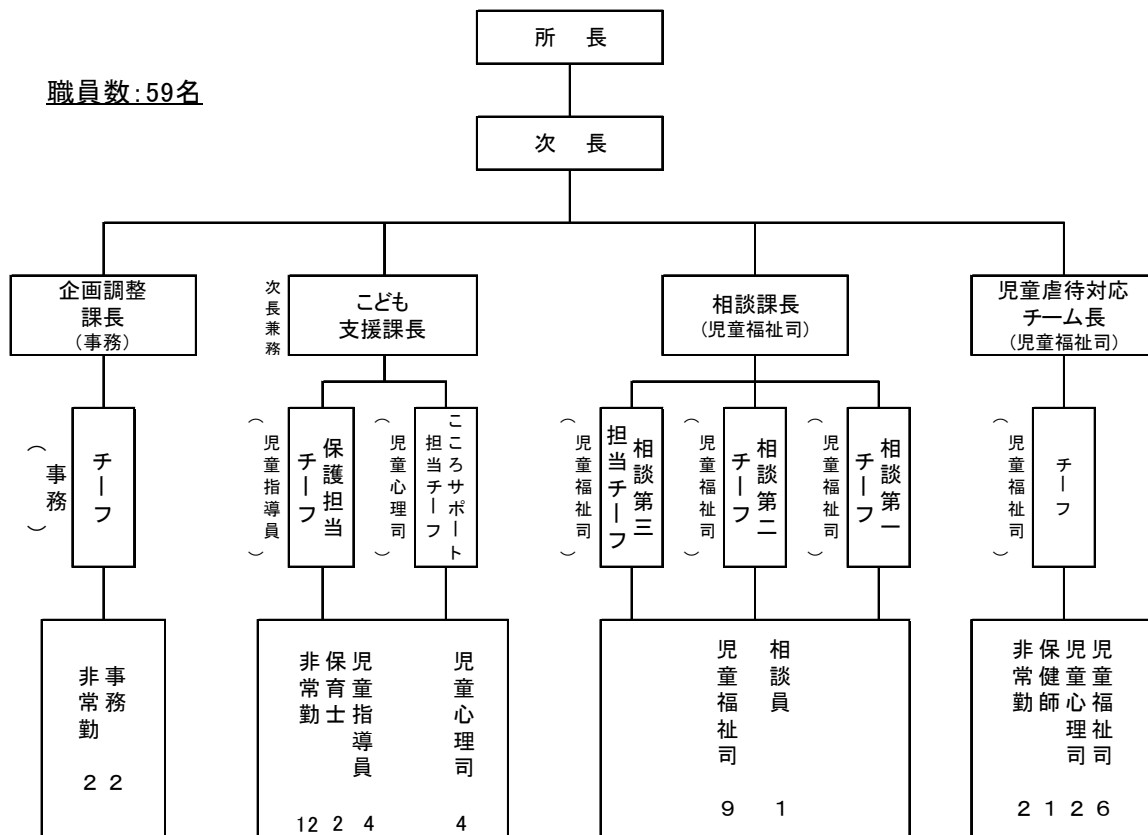 所　長
職員数:59名
次　長
企画調整
課長
(事務)
次長兼務
こども
支援課長
相談課長
(児童福祉司)
児童虐待対応
チーム長
(児童福祉司)
(事務)
チーフ
(児童指導員)
保護担当
チーフ
(児童心理司)
こころサポート
担当チーフ
(児童福祉司)
相談第三
担当チーフ
(児童福祉司)
相談第二
チーフ
(児童福祉司)
相談第一
チーフ
(児童福祉司)
チーフ
事務　２
非常勤　２
児童心理司　４
児童指導員　４
保育士　２
非常勤　12
相談員　１
児童福祉司　９
児童福祉司　６
児童心理司　２
保健師　１
非常勤　２